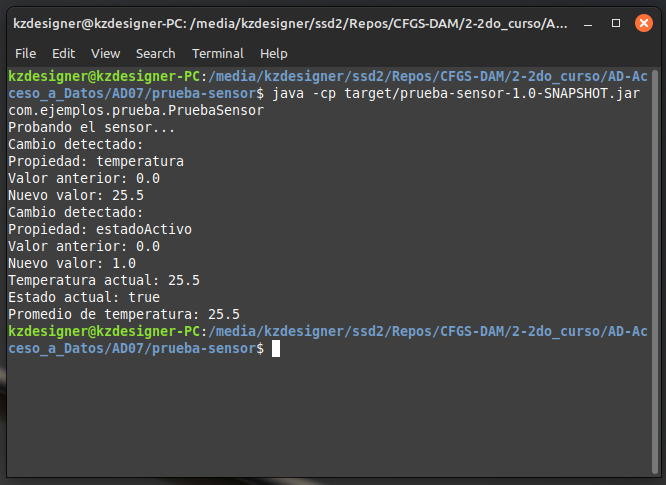 kzdesigner@kzdesigner-PC: /media/kzdesigner/ssd2/Repos/CFGS-DAM/2-2do_curso/A...
File Edit View Search Terminal Help
kzdesigner@kzdesigner-PC:/media/kzdesigner/ssd2/Repos/CFGS-DAM/2-2do_curso/AD-Ac
ceso_a_Datos/AD07/prueba-sensor$ java -cp target/prueba-sensor-1.0-SNAPSHOT.jar
com.ejemplos.prueba.PruebaSensor
Probando el sensor...
Cambio detectado:
Propiedad: temperatura
Valor anterior: 0.0
Nuevo valor: 25.5
Cambio detectado:
Propiedad: estadoActivo
Valor anterior: 0.0
Nuevo valor: 1.0
Temperatura actual: 25.5
Estado actual: true
Promedio de temperatura: 25.5
kzdesigner@kzdesigner-PC:/media/kzdesigner/ssd2/Repos/CFGS-DAM/2-2do_curso/AD-Ac
ceso_a_Datos/AD07/prueba-sensor$